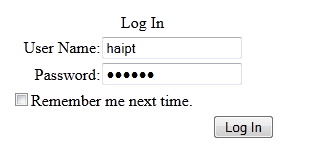 Log In
User Name: haipt
Password: ●●●●●●
Remember me next time.
Log In